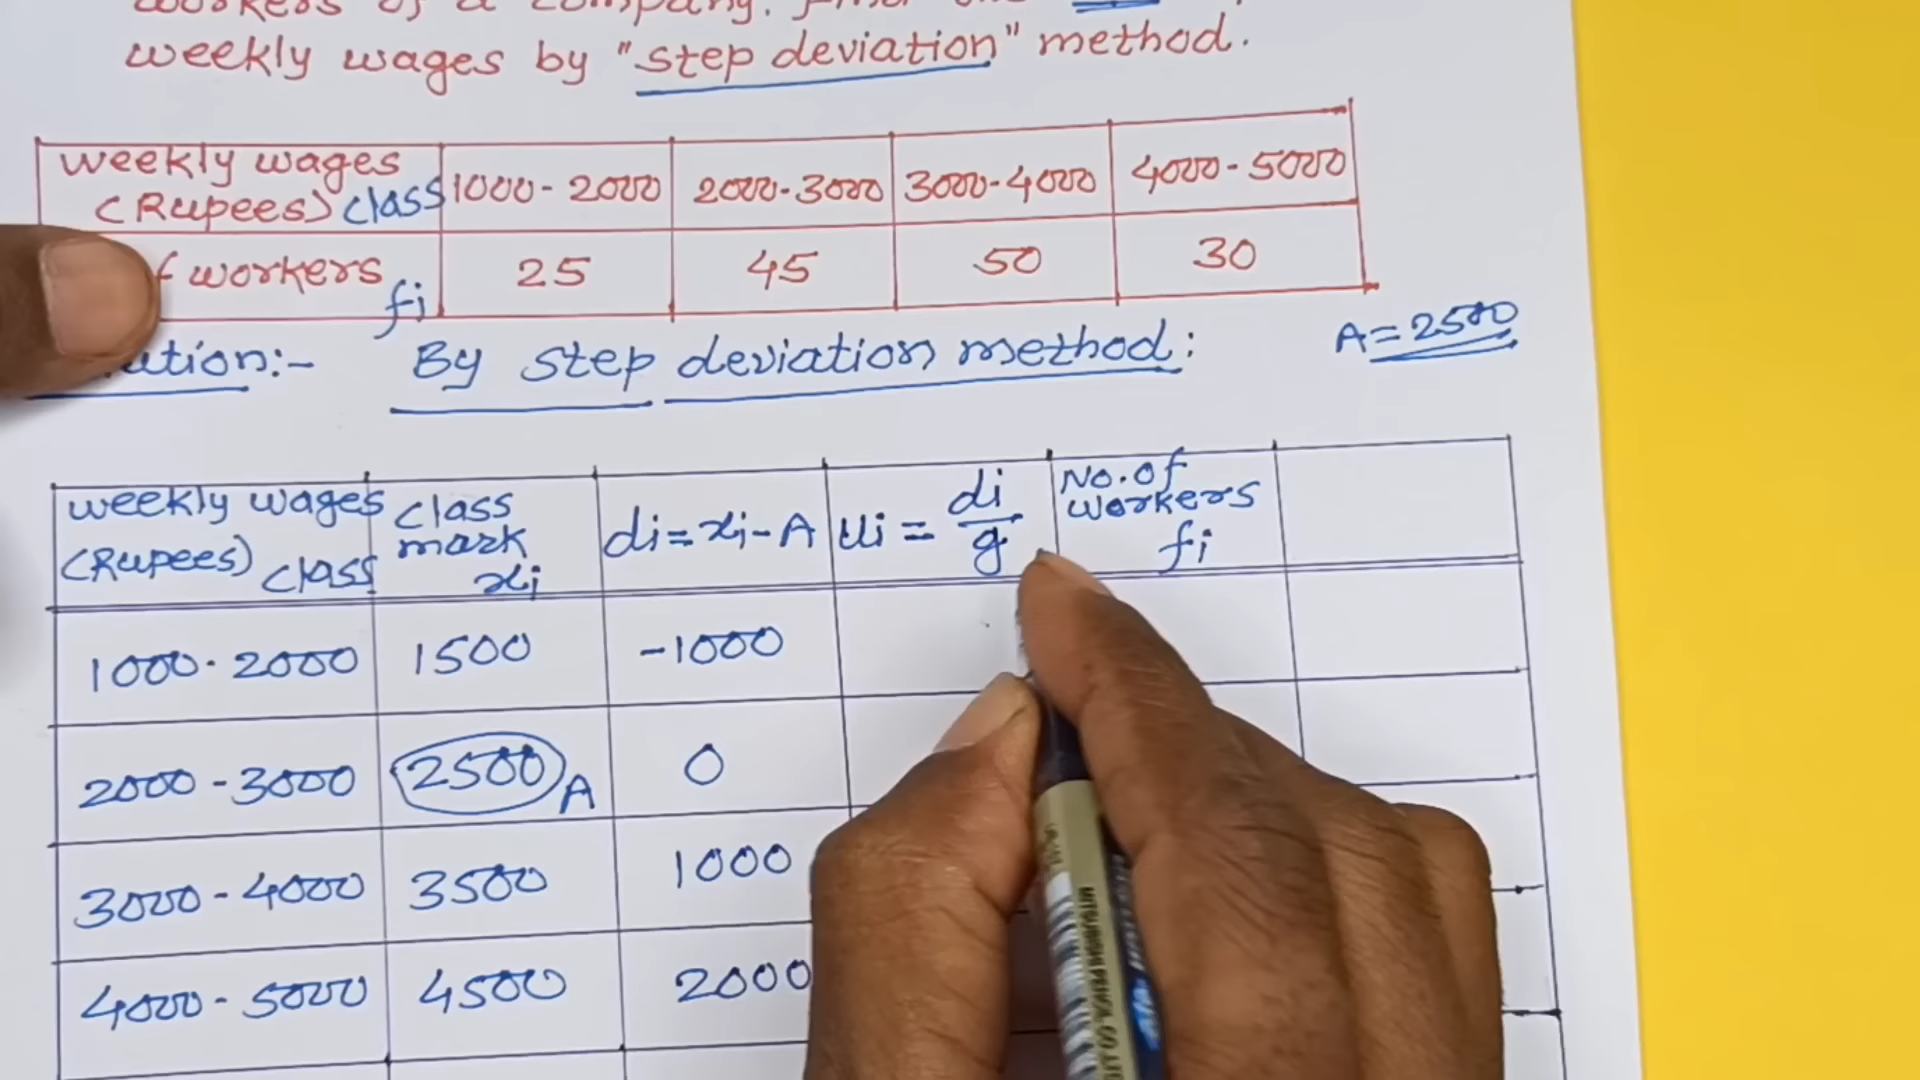 weekly wages by "step deviation" method.
weekly wages (Rupees) class 1000-2000 2000-3000 3000-4000 4000-5000
f workers fi 25 45 50 30
ution:- By step deviation method: A=2500
weekly wages (Rupees) class
class mark xi
di=xi-A
ui = di/g
No.of workers fi
1000-2000 1500 -1000
2000-3000 2500 A 0
3000-4000 3500 1000
4000-5000 4500 2000